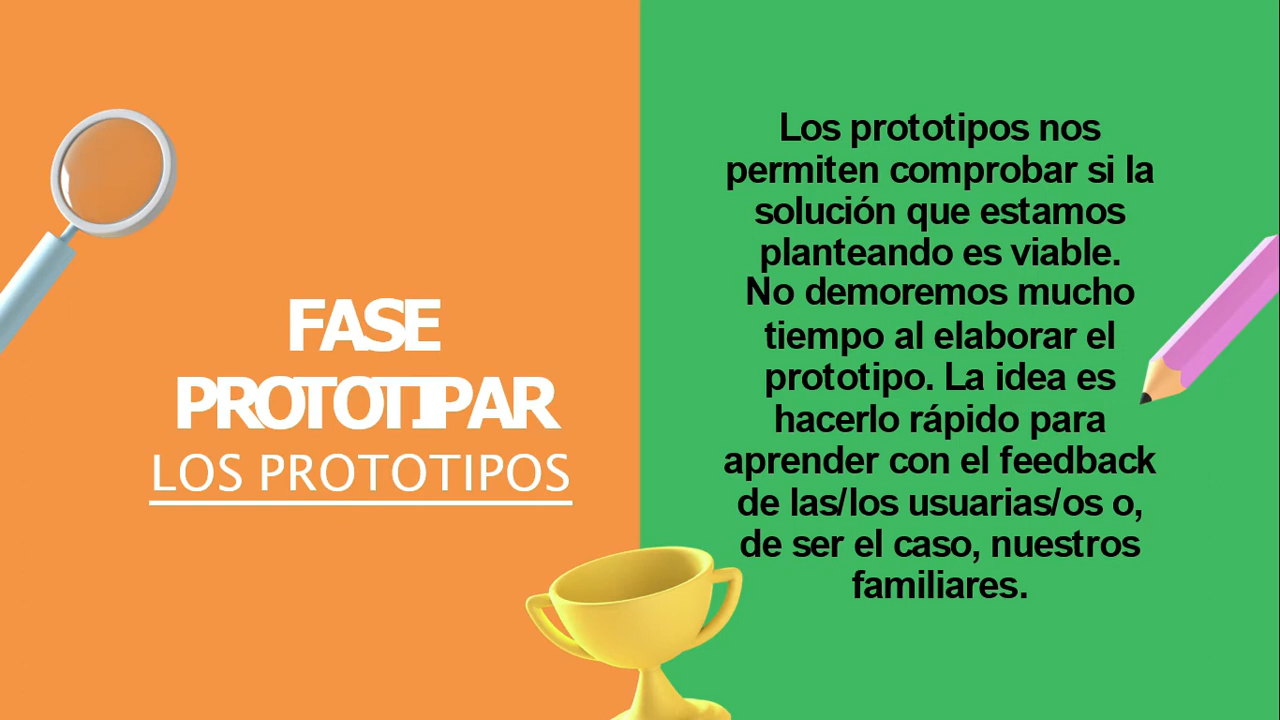 FASE
PROTOTIPAR
LOS PROTOTIPOS
Los prototipos nos
permiten comprobar si la
solución que estamos
planteando es viable.
No demoremos mucho
tiempo al elaborar el
prototipo. La idea es
hacerlo rápido para
aprender con el feedback
de las/los usuarias/os o,
de ser el caso, nuestros
familiares.